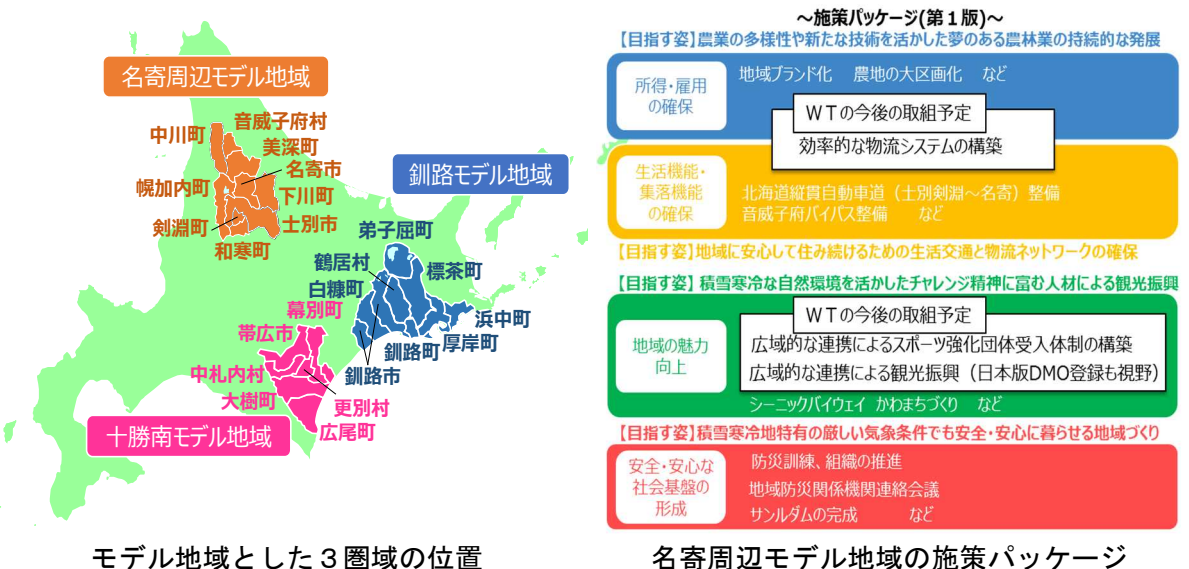 名寄周辺モデル地域
中川町
音威子府村
美深町
名寄市
幌加内町
下川町
剣淵町
士別市
和寒町
釧路モデル地域
弟子屈町
鶴居村
標茶町
白糠町
浜中町
厚岸町
釧路町
釧路市
幕別町
帯広市
中札内村
大樹町
更別村
広尾町
十勝南モデル地域
モデル地域とした3圏域の位置
~施策パッケージ(第1版)~
【目指す姿】農業の多様性や新たな技術を活かした夢のある農林業の持続的な発展
所得・雇用
の確保
地域ブランド化 農地の大区画化 など
WTの今後の取組予定
効率的な物流システムの構築
生活機能・
集落機能
の確保
北海道縦貫自動車道(士別剣淵~名寄)整備
音威子府バイパス整備 など
【目指す姿】地域に安心して住み続けるための生活交通と物流ネットワークの確保
【目指す姿】積雪寒冷な自然環境を活かしたチャレンジ精神に富む人材による観光振興
地域の魅力
向上
WTの今後の取組予定
広域的な連携によるスポーツ強化団体受入体制の構築
広域的な連携による観光振興(日本版DMO登録も視野)
シーニックバイウェイ かわまちづくり など
【目指す姿】積雪寒冷地特有の厳しい気象条件でも安全・安心に暮らせる地域づくり
安全・安心な
社会基盤の
形成
防災訓練、組織の推進
地域防災関係機関連絡会議
サンルダムの完成 など
名寄周辺モデル地域の施策パッケージ